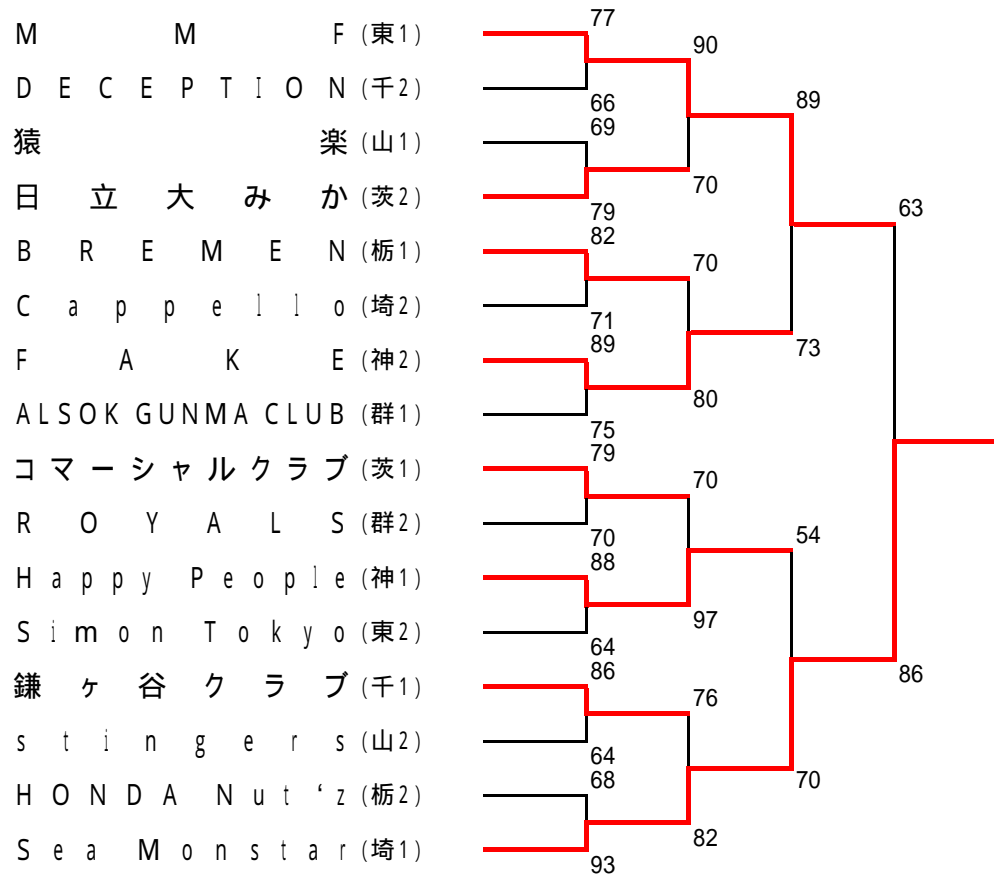 MMF(東1) 77
90
DECEPTION(千2) 66
89
猿楽(山1) 69
70
日立大みか(茨2) 79
63
BREMEN(栃1) 82
70
Cappello(埼2) 71
73
FAKE(神2) 89
80
ALSOK GUNMA CLUB(群1) 75
コマーシャルクラブ(茨1) 79
70
ROYALS(群2) 70
54
Happy People(神1) 88
97
Simon Tokyo(東2) 64
86
鎌ヶ谷クラブ(千1) 86
76
stingers(山2) 64
70
HONDA Nut‘z(栃2) 68
82
Sea Monstar(埼1) 93